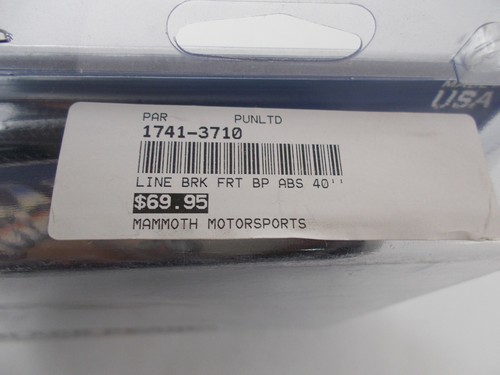 USA
PAR PUNLTD
1741-3710
LINE BRK FRT BP ABS 40''
$69.95
MAMMOTH MOTORSPORTS